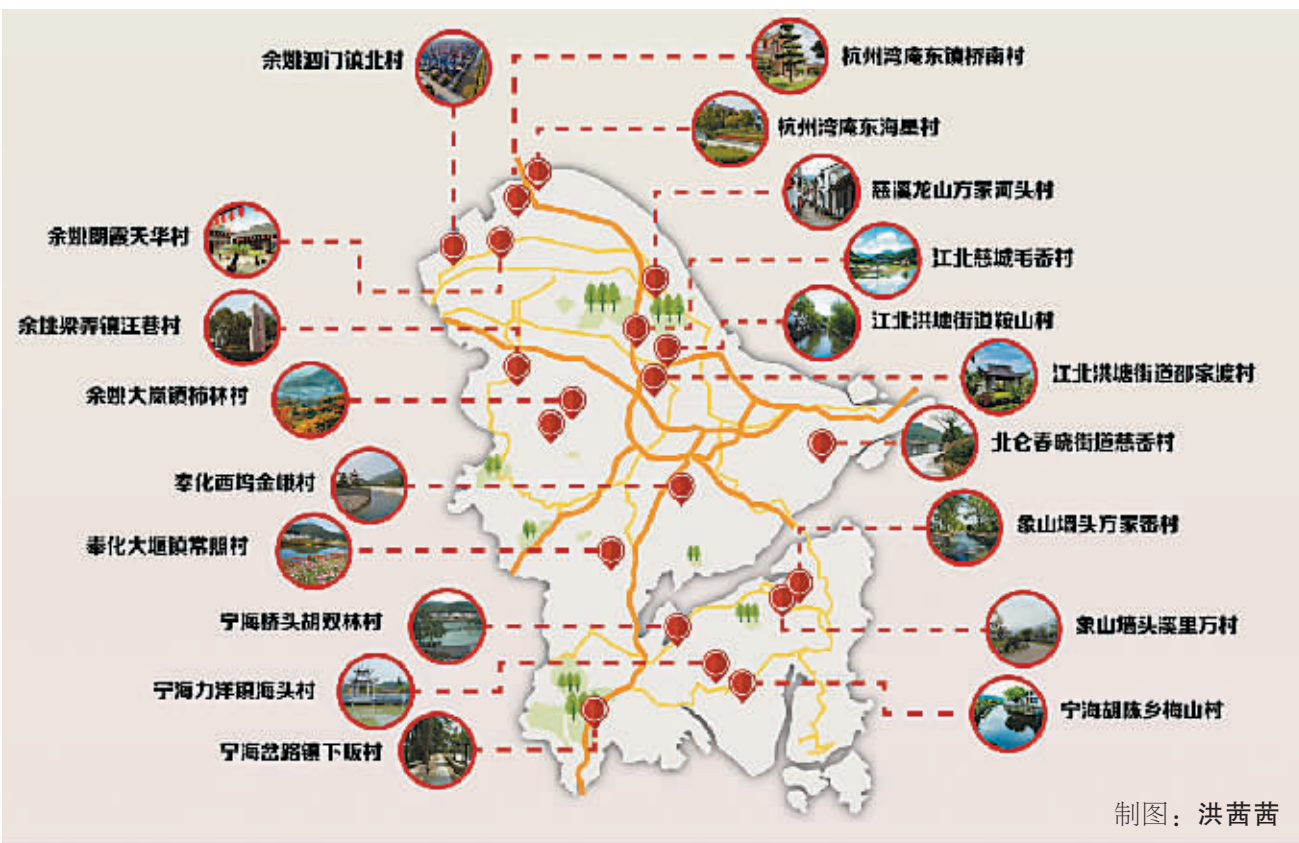 余姚泗门镇北村
杭州湾庵东镇桥南村
杭州湾庵东海星村
慈溪龙山方家河头村
余姚朗霞天华村
江北慈城毛岙村
江北洪塘街道鞍山村
余姚梁弄镇汪巷村
江北洪塘街道邵家渡村
余姚大岚镇柿林村
北仑春晓街道慈岙村
奉化西坞金峨村
象山墙头方家岙村
奉化大堰镇常照村
宁海桥头胡双林村
象山墙头溪里方村
宁海力洋镇海头村
宁海胡陈乡梅山村
宁海岔路镇下畈村
制图：洪茜茜